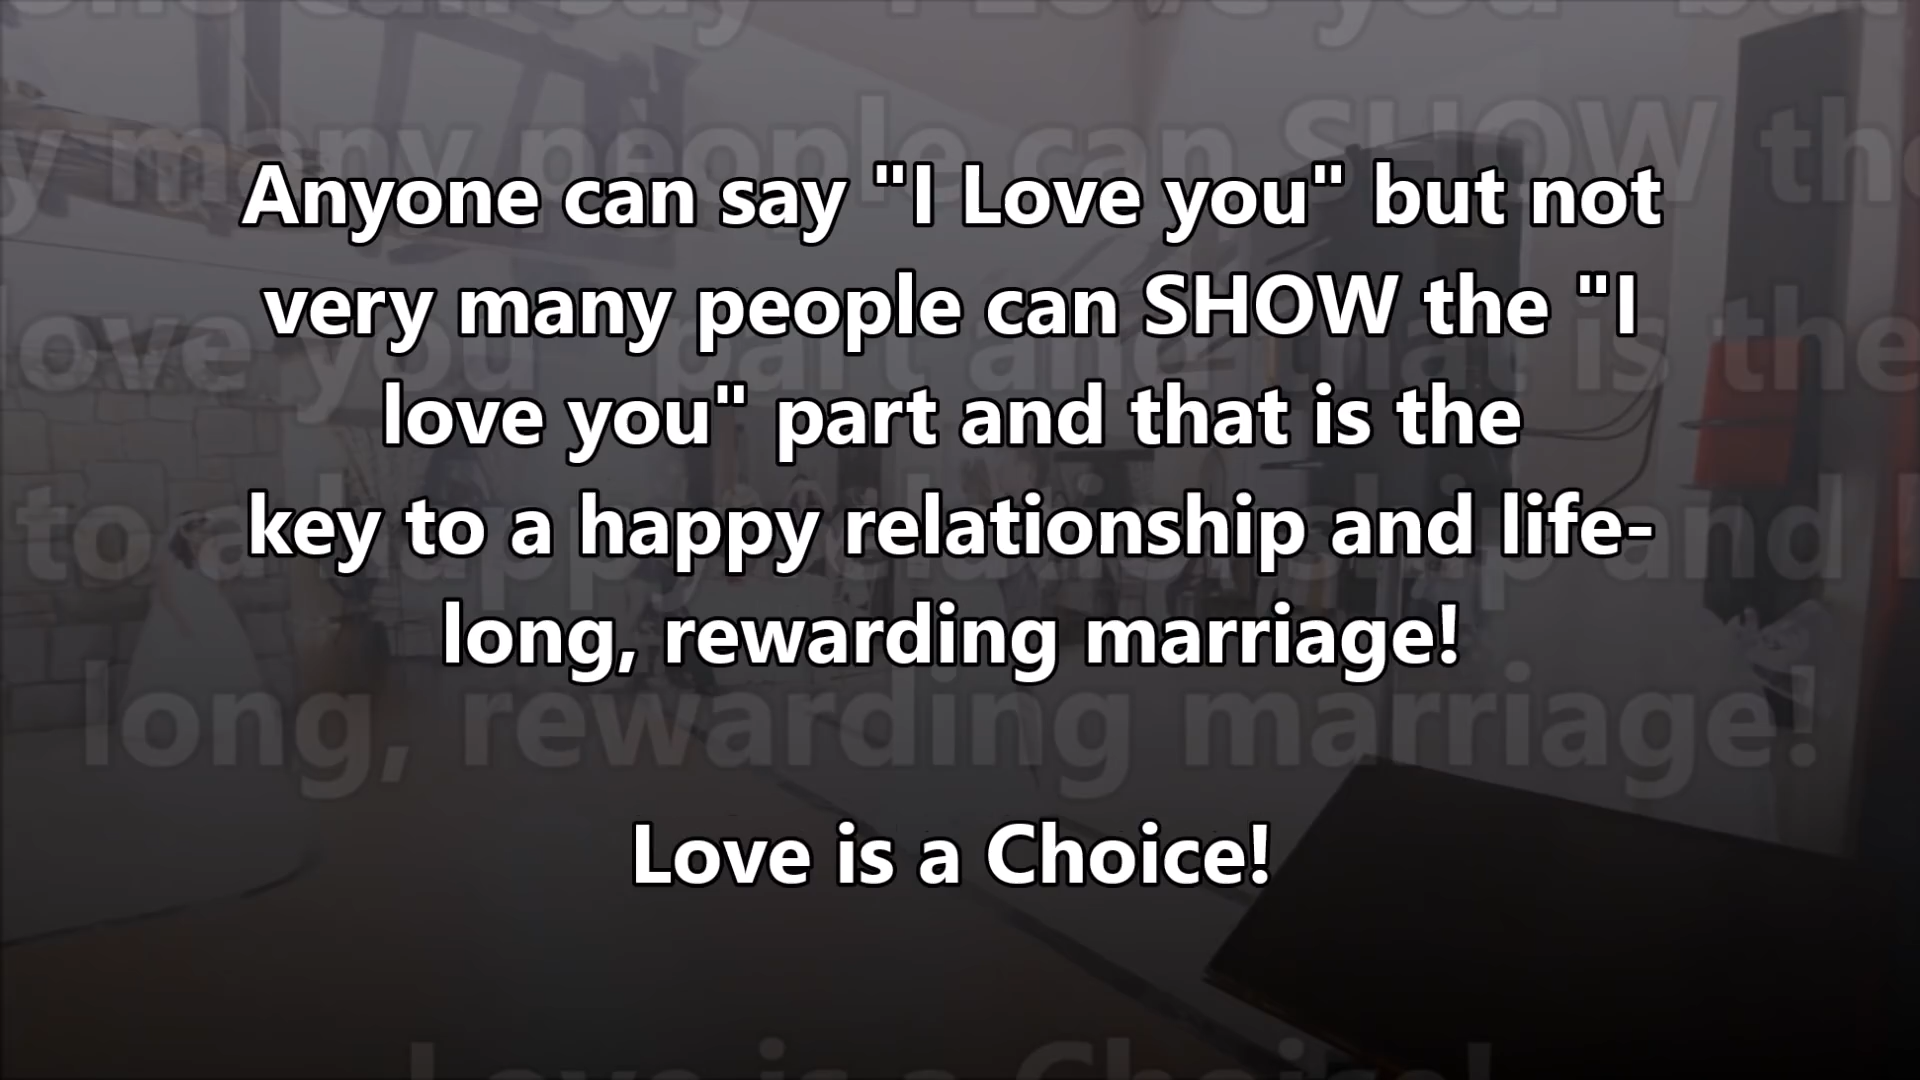 Anyone can say "I Love you" but not
very many people can SHOW the "I
love you" part and that is the
key to a happy relationship and life-
long, rewarding marriage!
Love is a Choice!